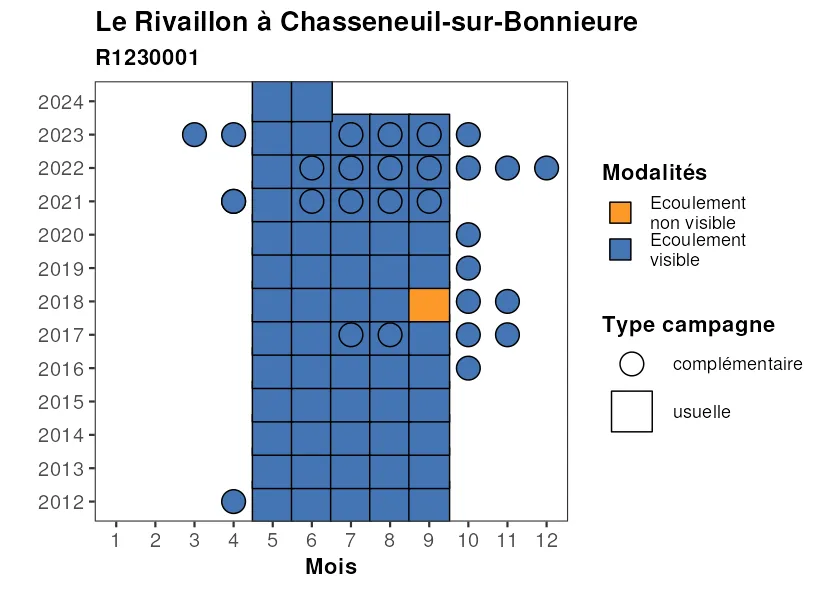 Le Rivaillon à Chasseneuil-sur-Bonnieure
R1230001
2024
2023
2022
2021
2020
2019
2018
2017
2016
2015
2014
2013
2012
1 2 3 4 5 6 7 8 9 10 11 12
Mois
Modalités
Ecoulement
non visible
Ecoulement
visible
Type campagne
complémentaire
usuelle